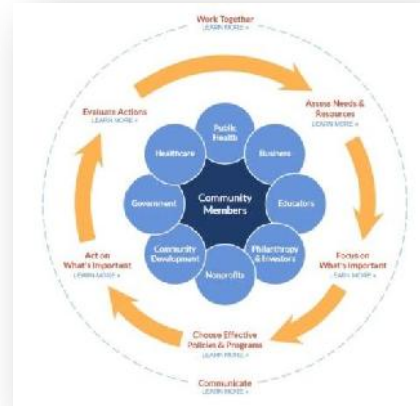 Work Together
LEARN MORE »
Evaluate Actions
LEARN MORE »
Assess Needs &
Resources
LEARN MORE »
Public
Health
Healthcare
Business
Government
Community
Members
Educators
Community
Development
Philanthropy
& Investors
Nonprofits
Act on
What's Important
LEARN MORE »
Focus on
What's Important
LEARN MORE »
Choose Effective
Policies & Programs
LEARN MORE »
Communicate
LEARN MORE »